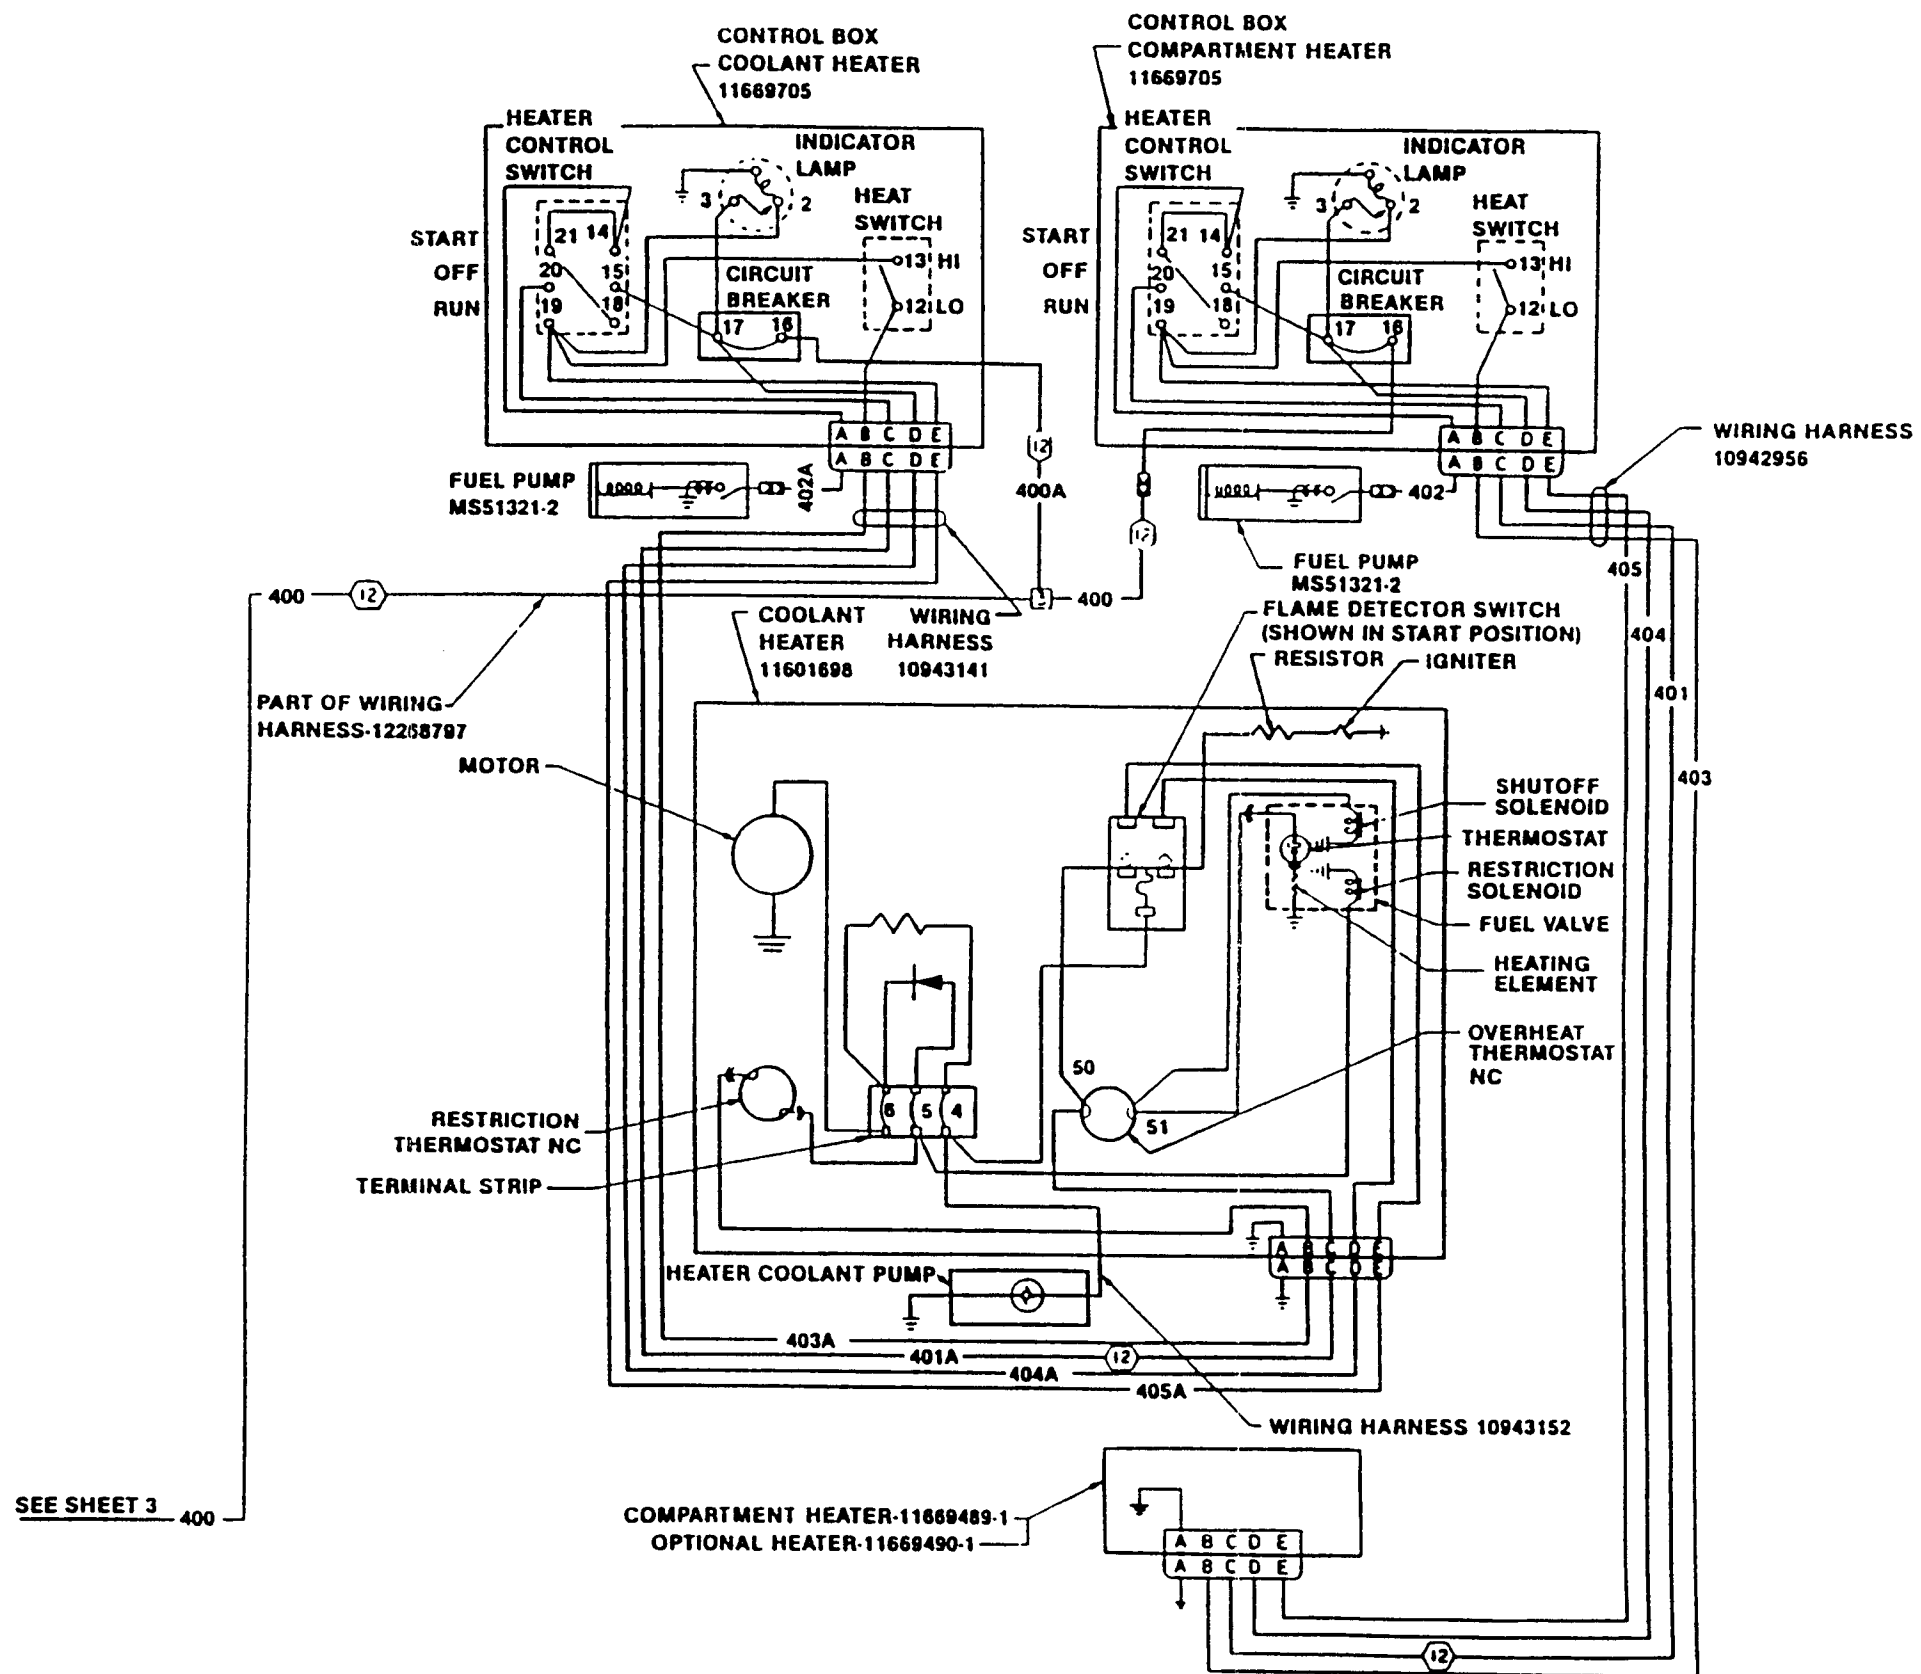 CONTROL BOX
COOLANT HEATER
11669705
CONTROL BOX
COMPARTMENT HEATER
11669705
HEATER
CONTROL
SWITCH
INDICATOR
LAMP
3
2
HEAT
SWITCH
START
OFF
RUN
21 14
20 15
19 18
13 HI
12 LO
CIRCUIT
BREAKER
17 16
A B C D E
A B C D E
HEATER
CONTROL
SWITCH
INDICATOR
LAMP
3
2
HEAT
SWITCH
START
OFF
RUN
21 14
20 15
19 18
13 HI
12 LO
CIRCUIT
BREAKER
17 16
A B C D E
A B C D E
WIRING HARNESS
10942956
FUEL PUMP
MS51321-2
402A
12
400A
12
402
FUEL PUMP
MS51321-2
405
404
401
403
400
12
400
COOLANT
HEATER
11601698
WIRING
HARNESS
10943141
PART OF WIRING
HARNESS-12268797
FLAME DETECTOR SWITCH
(SHOWN IN START POSITION)
RESISTOR
IGNITER
MOTOR
SHUTOFF
SOLENOID
THERMOSTAT
RESTRICTION
SOLENOID
FUEL VALVE
HEATING
ELEMENT
OVERHEAT
THERMOSTAT
NC
50
51
6 5 4
RESTRICTION
THERMOSTAT NC
TERMINAL STRIP
A B C D E
A B C D E
HEATER COOLANT PUMP
403A
401A
12
404A
405A
WIRING HARNESS 10943152
SEE SHEET 3
400
COMPARTMENT HEATER-11669489-1
OPTIONAL HEATER-11669490-1
A B C D E
A B C D E
12